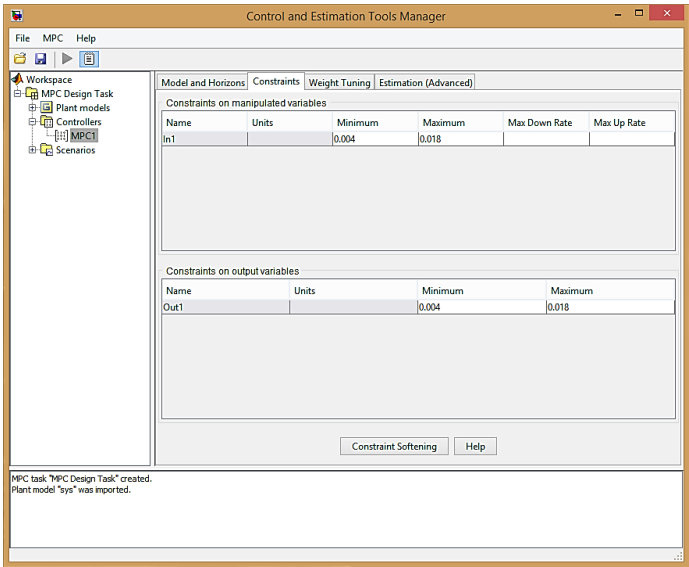 Control and Estimation Tools Manager
File MPC Help
Workspace
MPC Design Task
Plant models
Controllers
MPC1
Scenarios
Model and Horizons Constraints Weight Tuning Estimation (Advanced)
Constraints on manipulated variables
Name Units Minimum Maximum Max Down Rate Max Up Rate
In1 0.004 0.018
Constraints on output variables
Name Units Minimum Maximum
Out1 0.004 0.018
Constraint Softening Help
MPC task "MPC Design Task" created.
Plant model "sys" was imported.